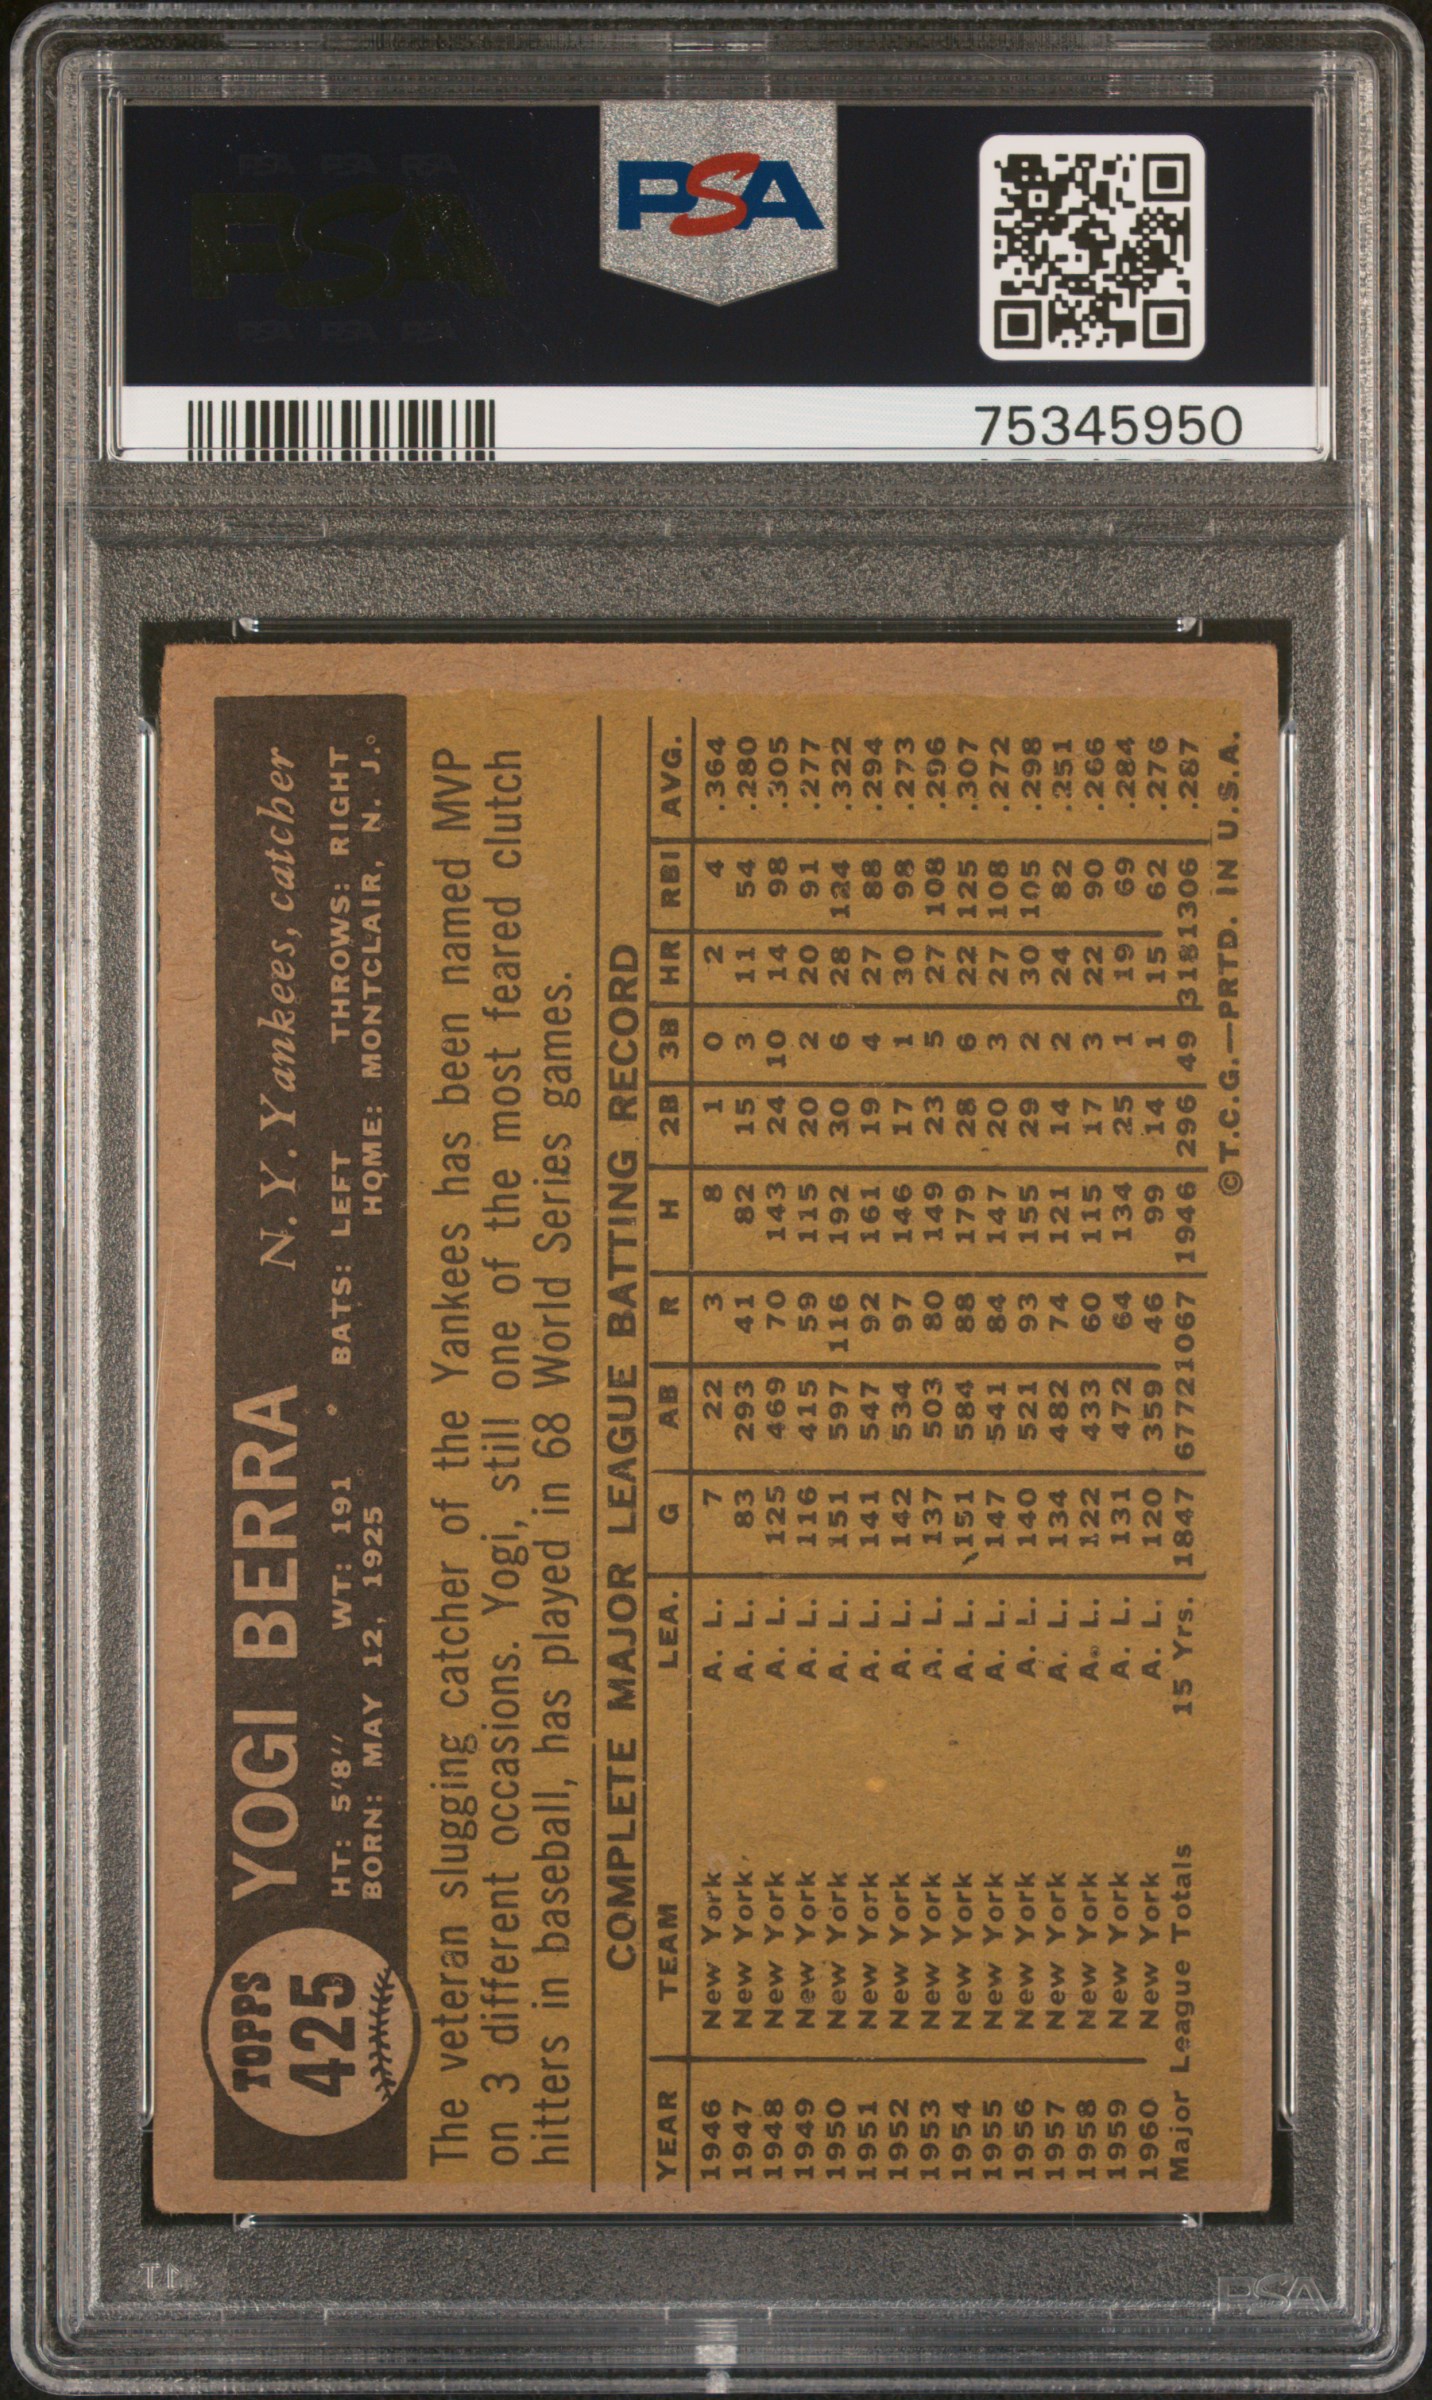 PSA PSA PSA
PSA
PSA PSA PSA
PSA
75345950
TOPPS
425
YOGI BERRA N. Y. Yankees, catcher
HT: 5'8'' WT: 191 BATS: LEFT THROWS: RIGHT
BORN: MAY 12, 1925 HOME: MONTCLAIR, N. J.
The veteran slugging catcher of the Yankees has been named MVP
on 3 different occasions. Yogi, still one of the most feared clutch
hitters in baseball, has played in 68 World Series games.
COMPLETE MAJOR LEAGUE BATTING RECORD
YEAR TEAM LEA. G AB R H 2B 3B HR RBI AVG.
1946 New York A. L. 7 22 3 8 1 0 2 4 .364
1947 New York A. L. 83 293 41 82 15 3 11 54 .280
1948 New York A. L. 125 469 70 143 24 10 14 98 .305
1949 New York A. L. 116 415 59 115 20 2 20 91 .277
1950 New York A. L. 151 597 116 192 30 6 28 124 .322
1951 New York A. L. 141 547 92 161 19 4 27 88 .294
1952 New York A. L. 142 534 97 146 17 1 30 98 .273
1953 New York A. L. 137 503 80 149 23 5 27 108 .296
1954 New York A. L. 151 584 88 179 28 6 22 125 .307
1955 New York A. L. 147 541 84 147 20 3 27 108 .272
1956 New York A. L. 140 521 93 155 29 2 30 105 .298
1957 New York A. L. 134 482 74 121 14 2 24 82 .251
1958 New York A. L. 122 433 60 115 17 3 22 90 .266
1959 New York A. L. 131 472 64 134 25 1 19 69 .284
1960 New York A. L. 120 359 46 99 14 1 15 62 .276
Major League Totals 15 Yrs. 1847 6772 1067 1946 296 49 318 1306 .287
©T.C.G.—PRTD. IN U.S.A.
PSA